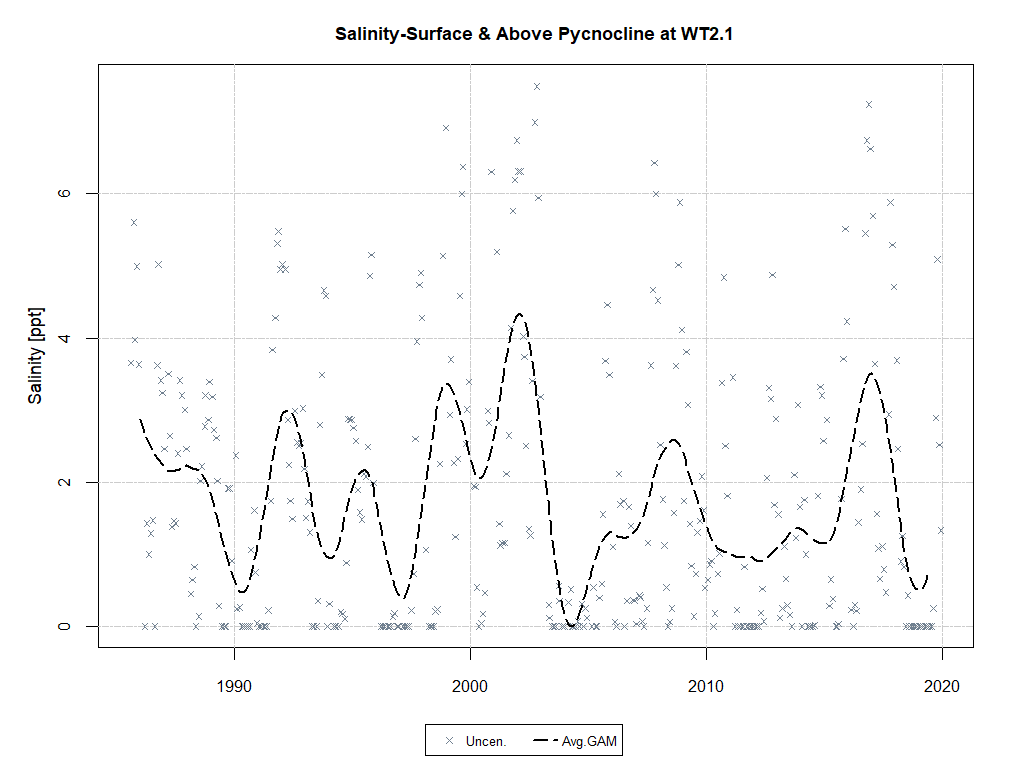 Salinity-Surface & Above Pycnocline at WT2.1
Salinity [ppt]
6
4
2
0
1990 2000 2010 2020
Uncen. Avg.GAM